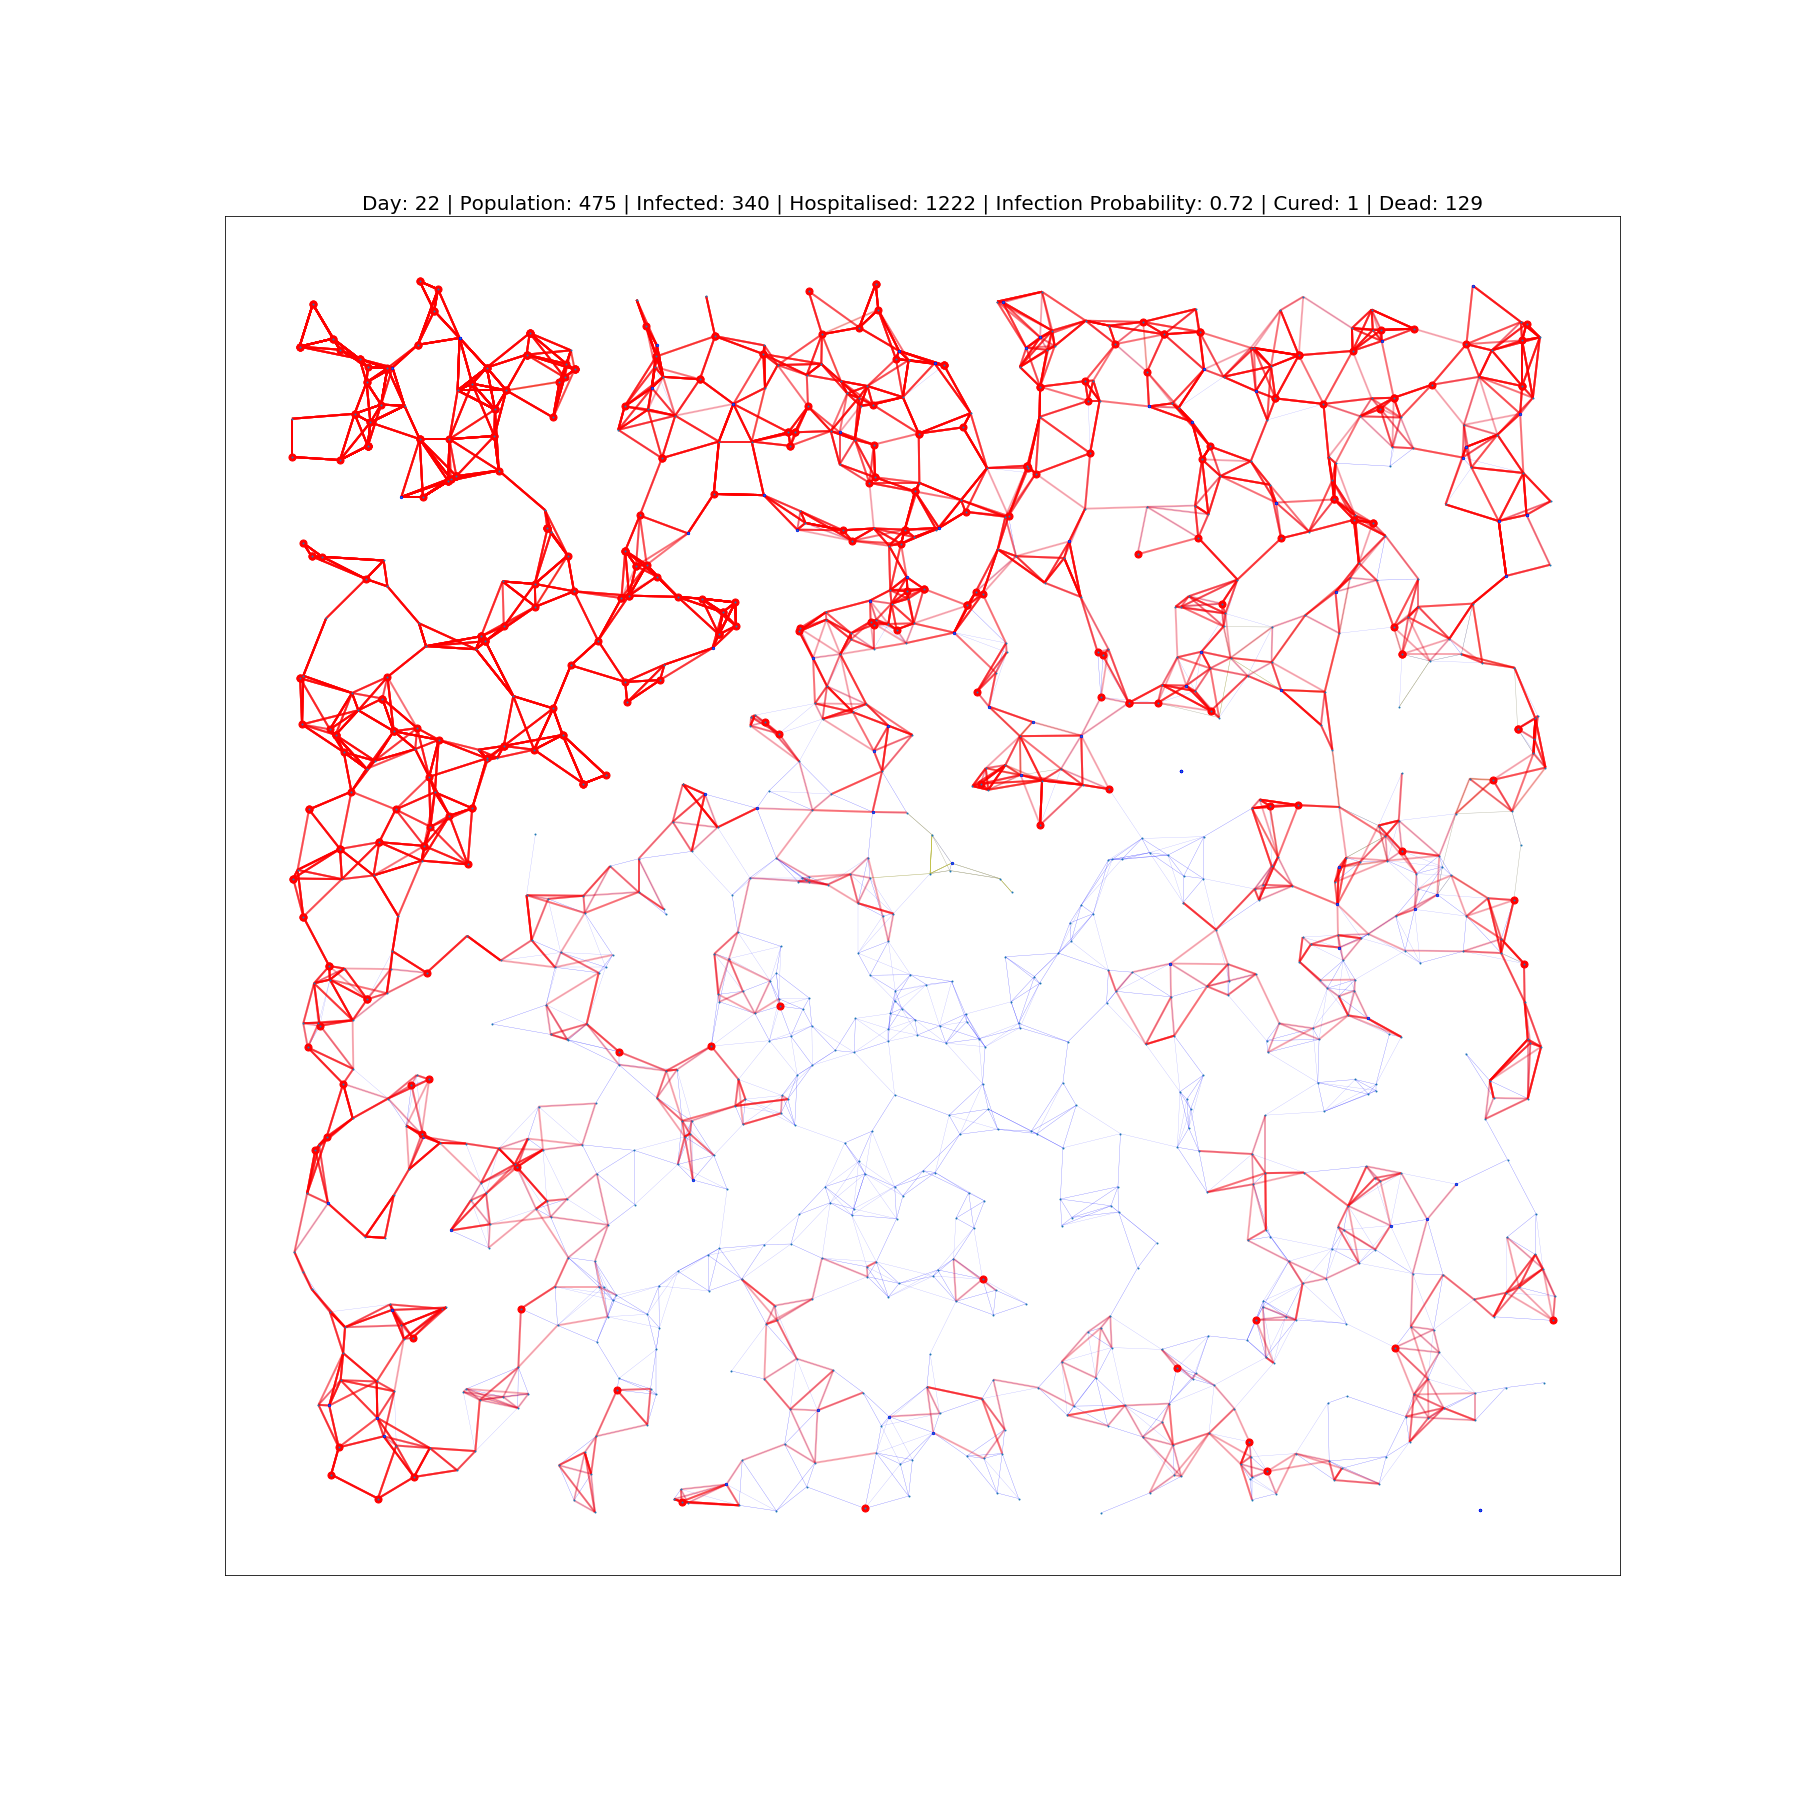 Day: 22 | Population: 475 | Infected: 340 | Hospitalised: 1222 | Infection Probability: 0.72 | Cured: 1 | Dead: 129